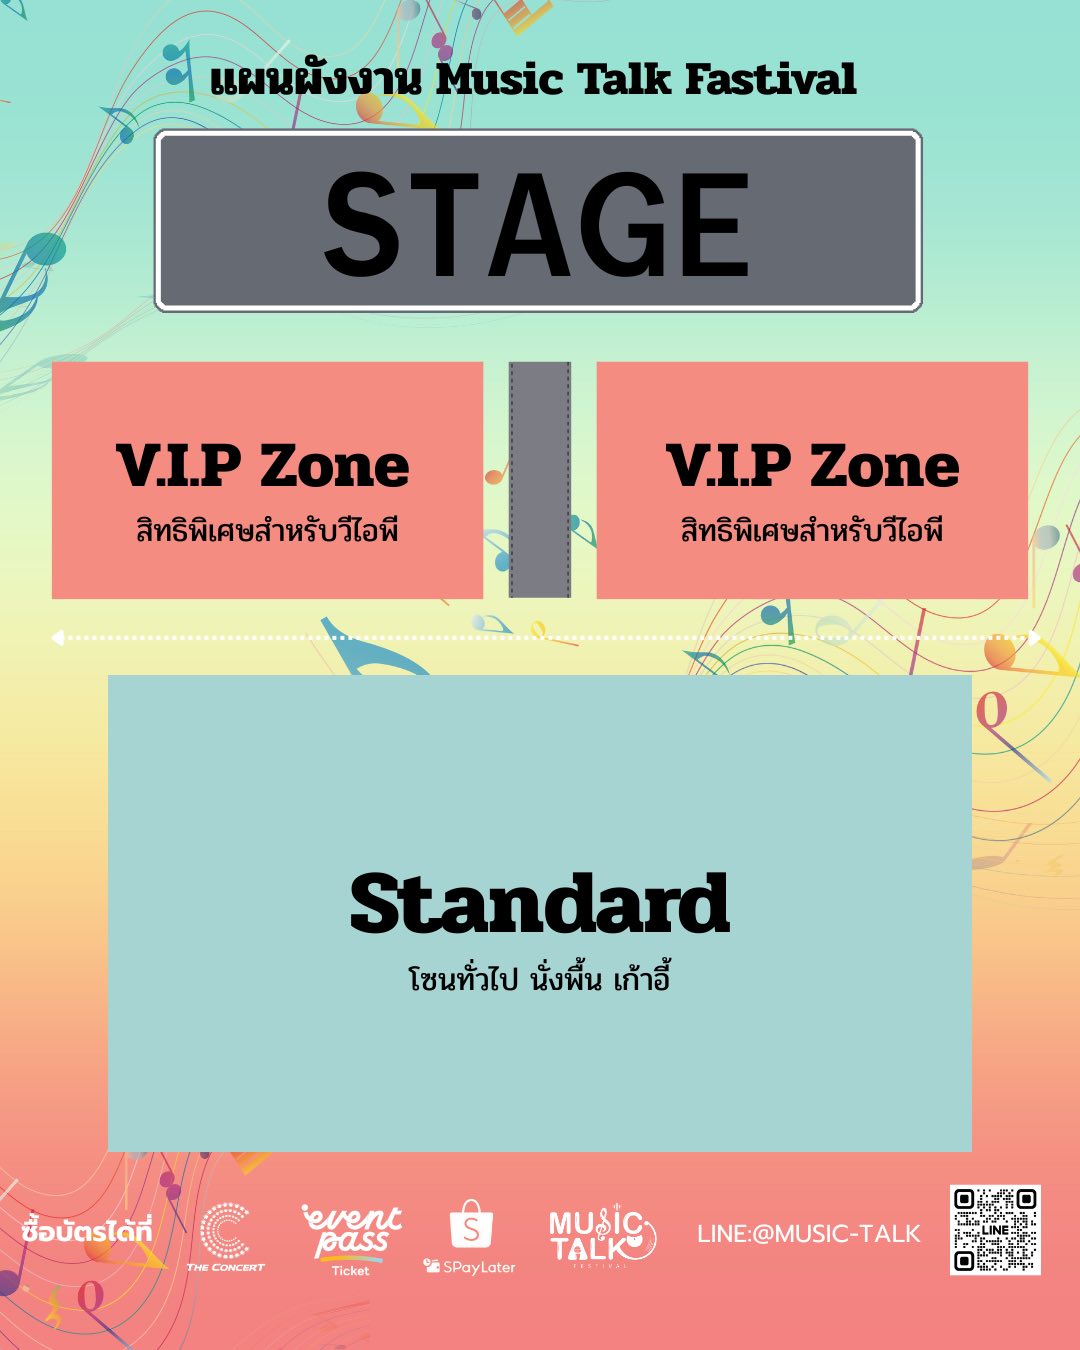 แผนผังงาน Music Talk Fastival
STAGE
V.I.P Zone
สิทธิพิเศษสำหรับวีไอพี
V.I.P Zone
สิทธิพิเศษสำหรับวีไอพี
Standard
โซนทั่วไป นั่งพื้น เก้าอี้
ซื้อบัตรได้ที่
THE CONCERT
event pass
Ticket
S
SPayLater
MUSIC
TALK
FESTIVAL
LINE:@MUSIC-TALK
LINE